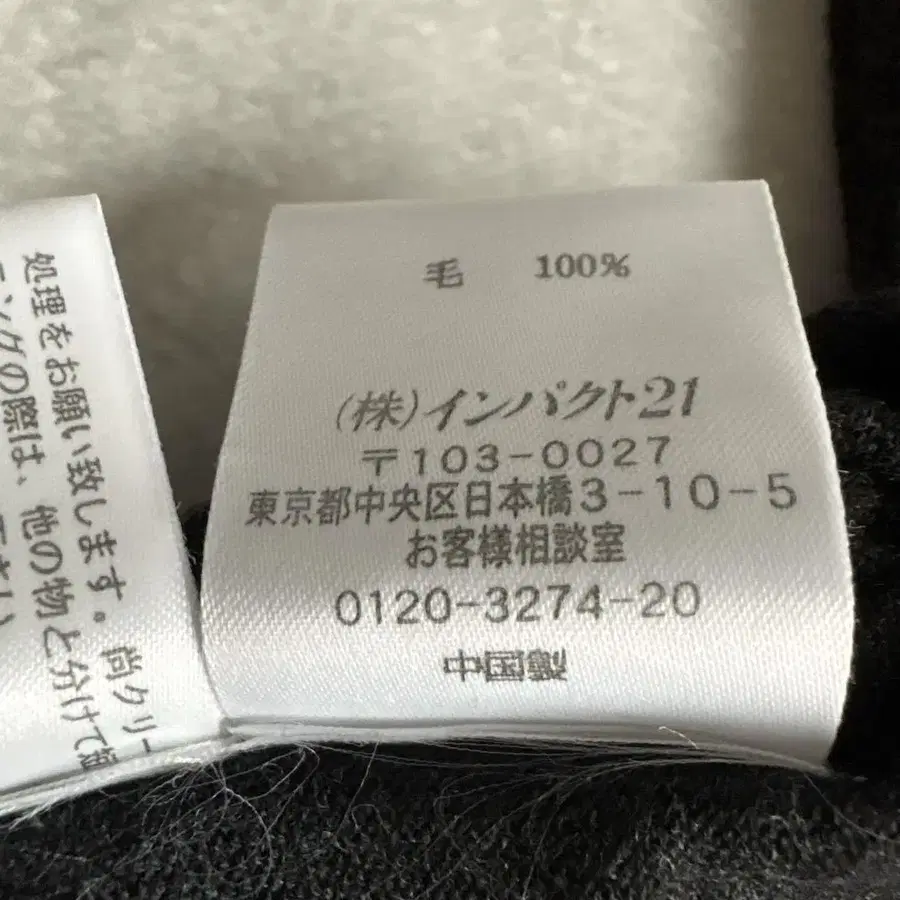 毛 100%
(株)インパクト21
〒103-0027
東京都中央区日本橋3-10-5
お客様相談室
0120-3274-20
中国製
処理をお願い致します。尚クリー
ニングの際は、他の物と分けて